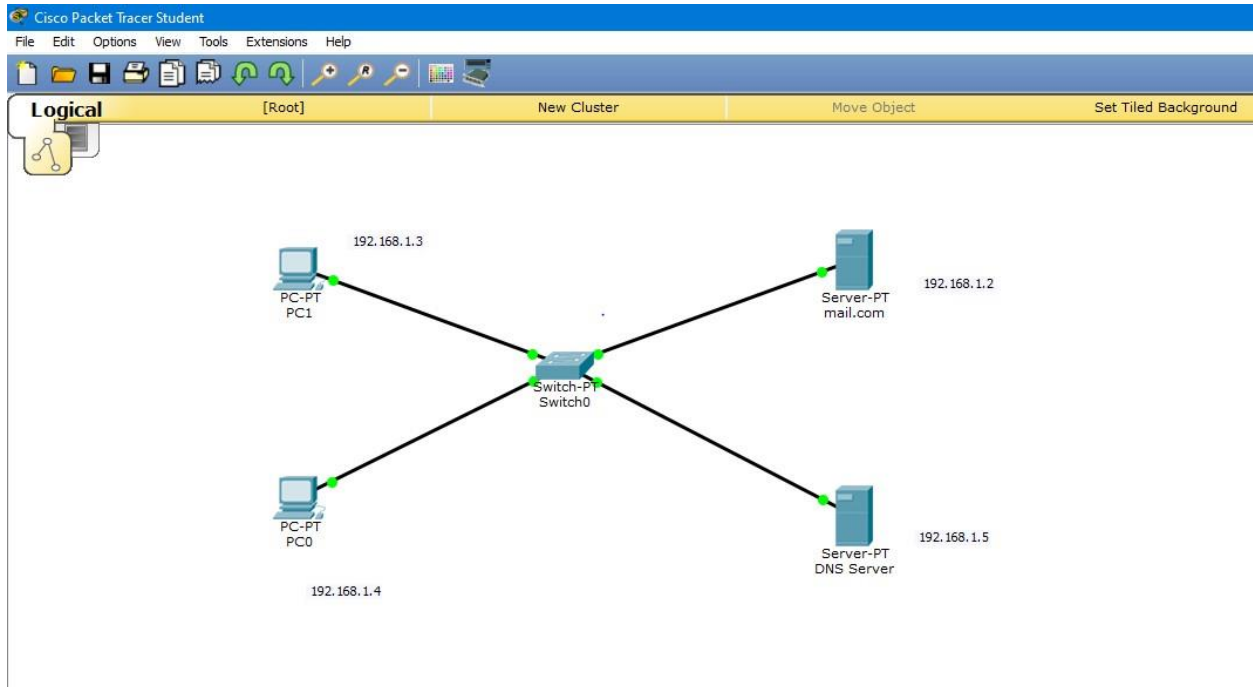 Cisco Packet Tracer Student
File Edit Options View Tools Extensions Help
Logical [Root] New Cluster Move Object Set Tiled Background
192.168.1.3
PC-PT
PC1
192.168.1.2
Server-PT
mail.com
Switch-PT
Switch0
PC-PT
PC0
192.168.1.4
192.168.1.5
Server-PT
DNS Server